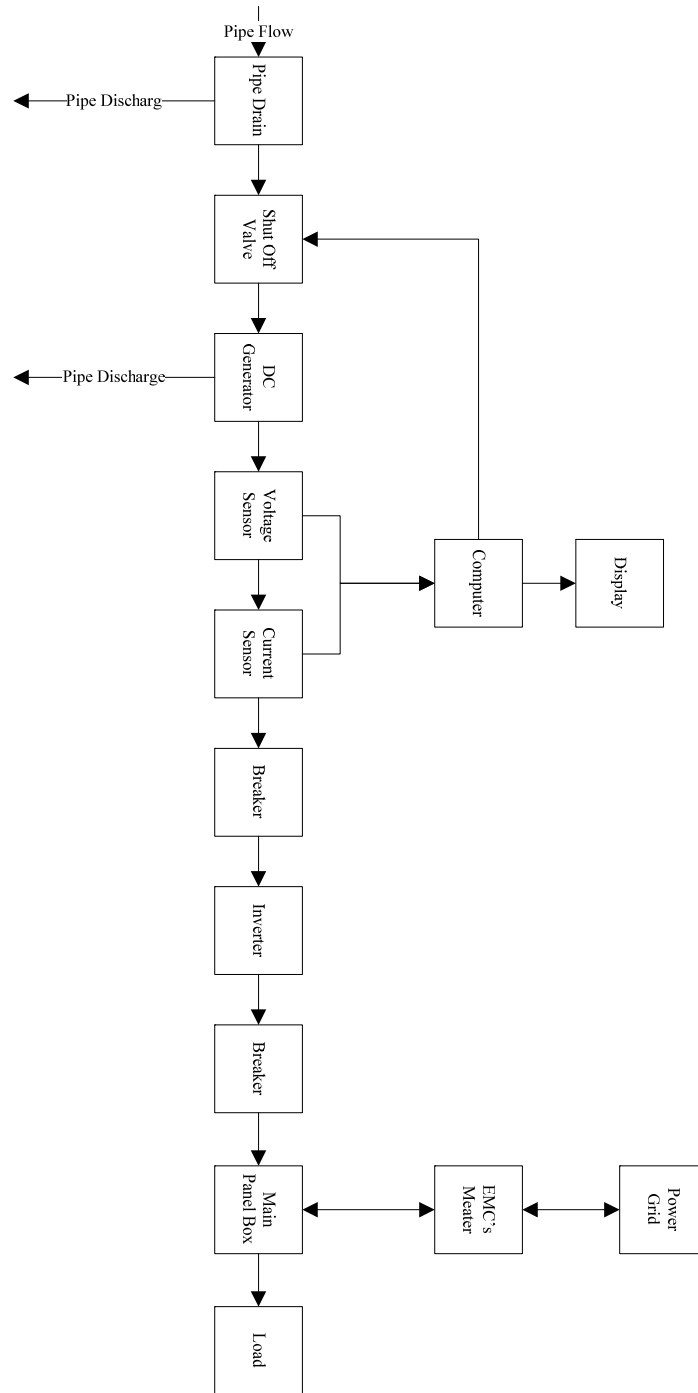 Pipe Flow
Pipe Drain
Pipe Discharg
Shut Off
Valve
DC
Generator
Pipe Discharge
Voltage
Sensor
Computer
Display
Current
Sensor
Breaker
Inverter
Breaker
Main
Panel Box
EMC's
Meater
Power
Grid
Load